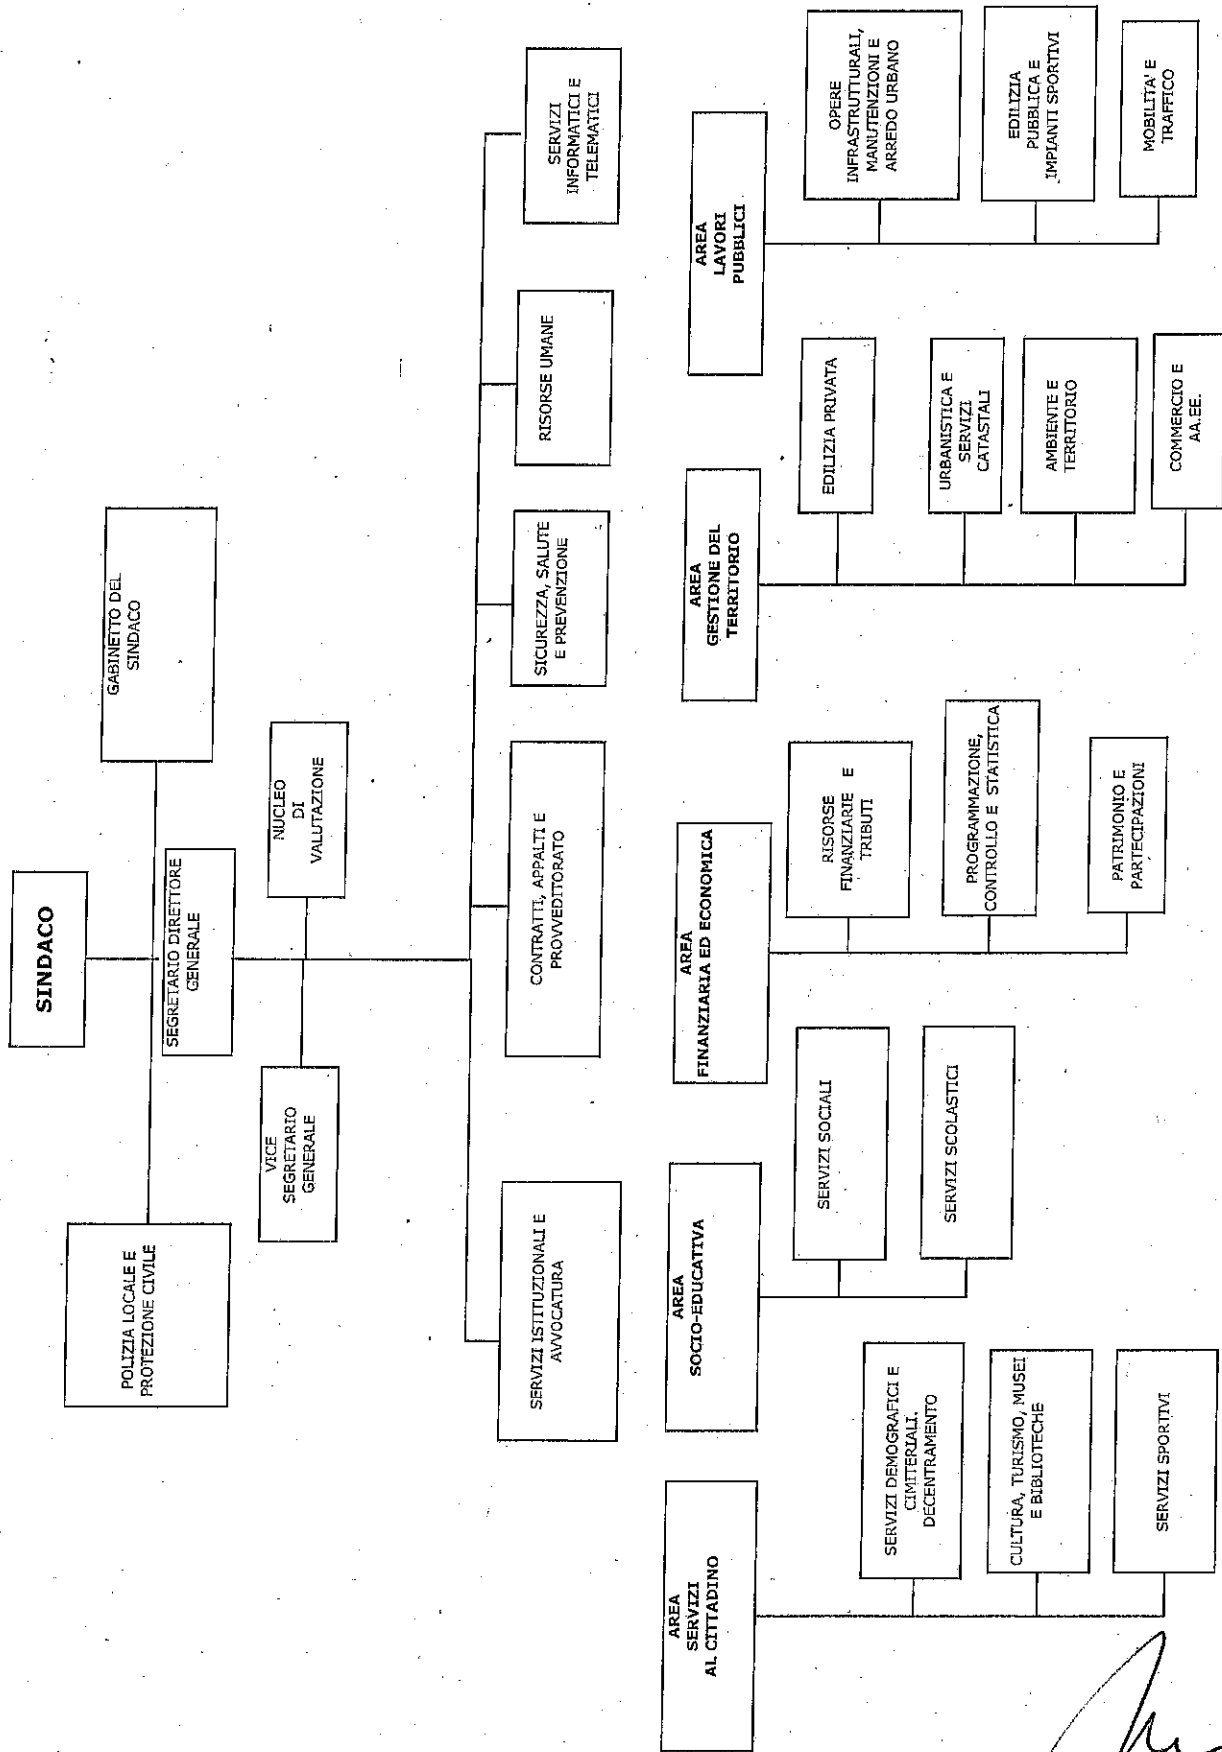 SINDACO
GABINETTO DEL
SINDACO
POLIZIA LOCALE E
PROTEZIONE CIVILE
SEGRETARIO DIRETTORE
GENERALE
VICE
SEGRETARIO
GENERALE
NUCLEO
DI
VALUTAZIONE
SERVIZI ISTITUZIONALI E
AVVOCATURA
CONTRATTI, APPALTI E
PROVVEDITORATO
SICUREZZA, SALUTE
E PREVENZIONE
RISORSE UMANE
SERVIZI
INFORMATICI E
TELEMATICI
AREA
SERVIZI
AL CITTADINO
SERVIZI DEMOGRAFICI E
CIMITERIALI.
DECENTRAMENTO
CULTURA, TURISMO, MUSEI
E BIBLIOTECHE
SERVIZI SPORTIVI
AREA
SOCIO-EDUCATIVA
SERVIZI SOCIALI
SERVIZI SCOLASTICI
AREA
FINANZIARIA ED ECONOMICA
RISORSE
FINANZIARIE E
TRIBUTI
PROGRAMMAZIONE,
CONTROLLO E STATISTICA
PATRIMONIO E
PARTECIPAZIONI
AREA
GESTIONE DEL
TERRITORIO
EDILIZIA PRIVATA
URBANISTICA E
SERVIZI
CATASTALI
AMBIENTE E
TERRITORIO
COMMERCIO E
AA.EE.
AREA
LAVORI
PUBBLICI
OPERE
INFRASTRUTTURALI,
MANUTENZIONI E
ARREDO URBANO
EDILIZIA
PUBBLICA E
IMPIANTI SPORTIVI
MOBILITA' E
TRAFFICO